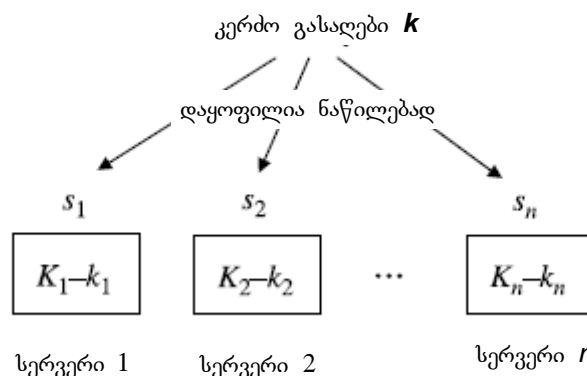 კერძო გასაღები k
დაყოფილია ნაწილებად
s₁ s₂ sₙ
K₁–k₁ K₂–k₂ ... Kₙ–kₙ
სერვერი 1 სერვერი 2 სერვერი n